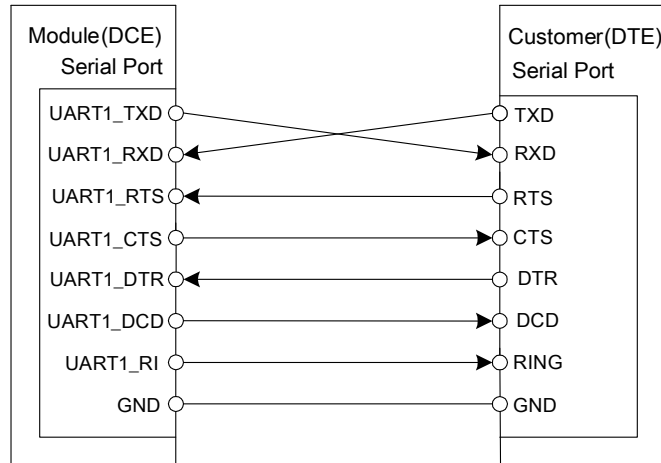 Module(DCE)
Serial Port
UART1_TXD
UART1_RXD
UART1_RTS
UART1_CTS
UART1_DTR
UART1_DCD
UART1_RI
GND
Customer(DTE)
Serial Port
TXD
RXD
RTS
CTS
DTR
DCD
RING
GND